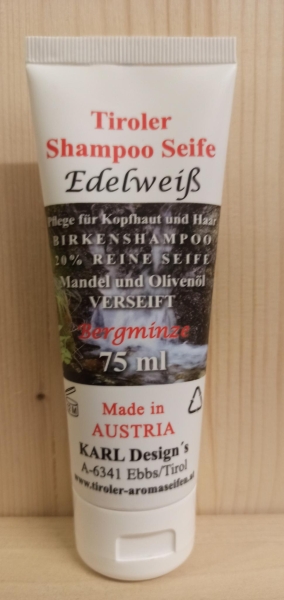 Tiroler
Shampoo Seife
Edelweiß
Pflege für Kopfhaut und Haar
BIRKENSHAMPOO
20% REINE SEIFE
Mandel und Olivenöl
VERSEIFT
Bergminze
75 ml
Made in
AUSTRIA
KARL Design´s
A-6341 Ebbs/Tirol
www.tiroler-aromaseifen.at